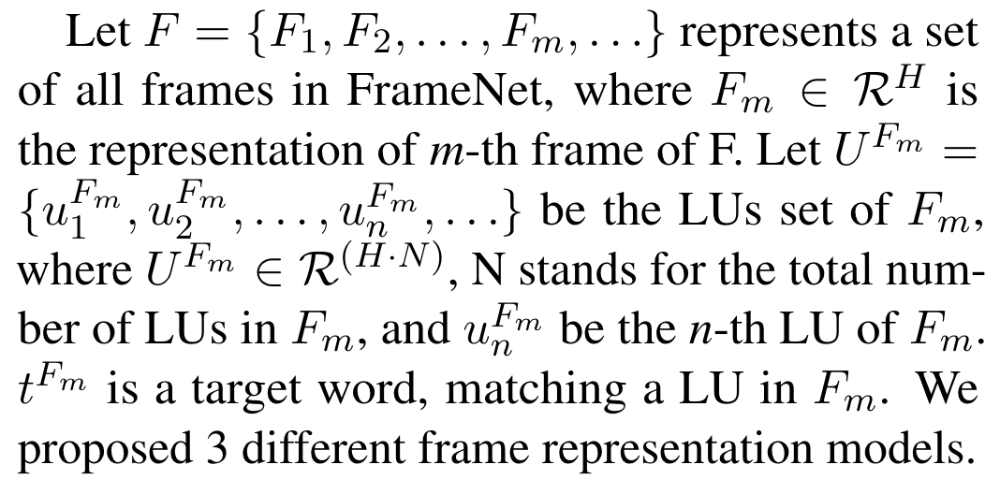 Let $F = \{F_1, F_2, \ldots, F_m, \ldots\}$ represents a set
of all frames in FrameNet, where $F_m \in \mathcal{R}^H$ is
the representation of m-th frame of F. Let $U^{F_m} =$
$\{u_1^{F_m}, u_2^{F_m}, \ldots, u_n^{F_m}, \ldots\}$ be the LUs set of $F_m$,
where $U^{F_m} \in \mathcal{R}^{(H \cdot N)}$, N stands for the total num-
ber of LUs in $F_m$, and $u_n^{F_m}$ be the n-th LU of $F_m$.
$t^{F_m}$ is a target word, matching a LU in $F_m$. We
proposed 3 different frame representation models.